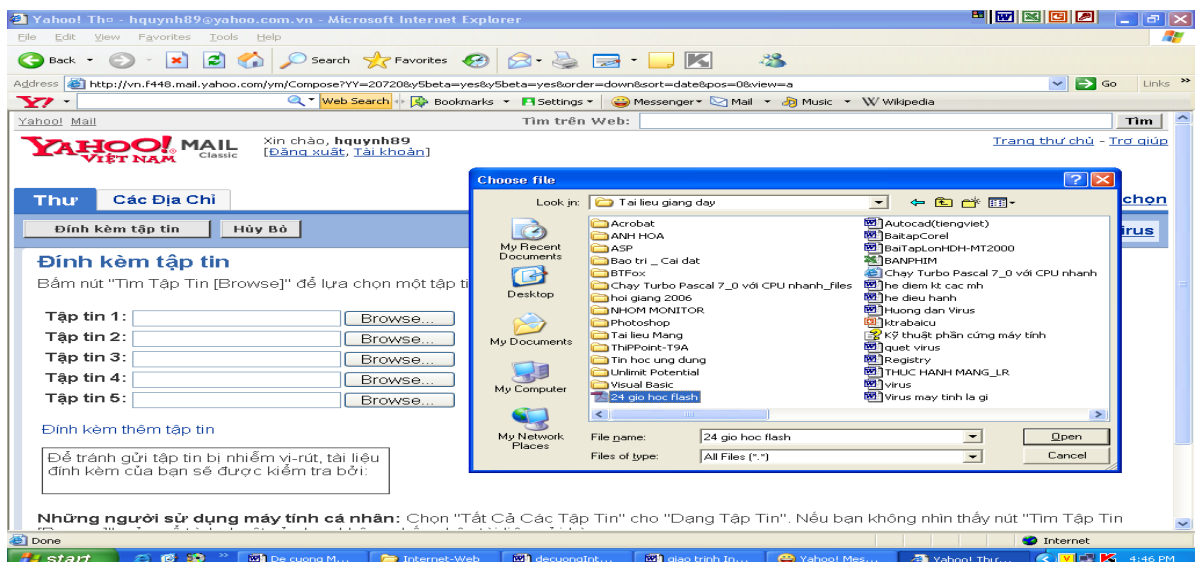 Yahoo! Th¤ - hquynh89@yahoo.com.vn - Microsoft Internet Explorer
File Edit View Favorites Tools Help
Back Search Favorites
Address http://vn.f448.mail.yahoo.com/ym/Compose?YY=20720&y5beta=yes&y5beta=yes&order=down&sort=date&pos=0&view=a Go Links »
Y! Web Search Bookmarks Settings Messenger Mail Music W Wikipedia
Yahoo! Mail Tìm trên Web: Tìm
YAHOO! MAIL Xin chào, hquynh89 Trang thư chủ - Trợ giúp
VIỆT NAM Classic [Đăng xuất, Tài khoản]
Thư Các Địa Chỉ chọn
Đính kèm tập tin Hủy Bỏ irus
Đính kèm tập tin
Bấm nút "Tìm Tập Tin [Browse]" để lựa chọn một tập ti
Tập tin 1: Browse...
Tập tin 2: Browse...
Tập tin 3: Browse...
Tập tin 4: Browse...
Tập tin 5: Browse...
Đính kèm thêm tập tin
Để tránh gửi tập tin bị nhiễm vi-rút, tài liệu
đính kèm của bạn sẽ được kiểm tra bởi:
Những người sử dụng máy tính cá nhân: Chọn "Tất Cả Các Tập Tin" cho "Dạng Tập Tin". Nếu bạn không nhìn thấy nút "Tìm Tập Tin
Choose file
Look in: Tai lieu giang day
My Recent Documents
Desktop
My Documents
My Computer
My Network Places
Acrobat
ANH HOA
ASP
Bao tri _ Cai dat
BTFox
Chay Turbo Pascal 7_0 với CPU nhanh_files
hoi giang 2006
NHOM MONITOR
Photoshop
Tai lieu Mang
ThiPPoint-T9A
Tin hoc ung dung
Unlimit Potential
Visual Basic
24 gio hoc flash
Autocad(tiengviet)
BaitapCorel
BaiTapLonHDH-MT2000
BANPHIM
Chay Turbo Pascal 7_0 với CPU nhanh
he diem kt cac mh
he dieu hanh
Huong dan Virus
ktrabaicu
Kỹ thuật phần cứng máy tính
quet virus
Registry
THUC HANH MANG_LR
virus
Virus may tinh la gi
File name: 24 gio hoc flash Open
Files of type: All Files (*.*) Cancel
Done Internet
start » De cuong M... Internet-Web decuongInt... giao trinh In... Yahoo! Mes... Yahoo! Thư... 4:46 PM